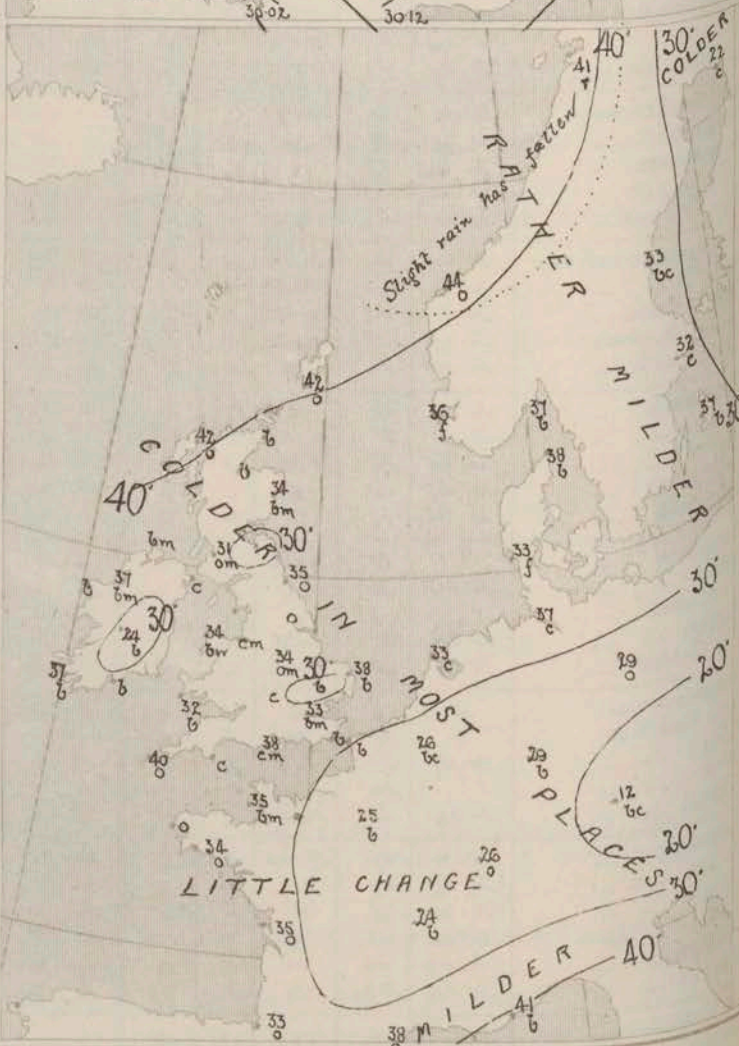 30.02 30.12
40° 30°
COLDER
41
r
22
c
Slight rain has fallen
RATHER MILDER
33
bc
44
o
32
c
42
o
36
f
37
b
37
b
38
b
42
b
b
b
COLDER IN MOST PLACES
40°
34
bm
31
om
30°
bm
33
f
35
o
b
37
bm
c
30°
24
b
o
37
c
30°
34
bm
cm
34
om
30°
b
38
b
33
c
29
o
20°
37
b
b
c
32
b
33
bm
38
cm
b
b
26
bc
29
b
40
o
c
12
bc
35
bm
25
b
o
34
o
26
o
20°
LITTLE CHANGE
30°
24
b
35
o
40°
MILDER
41
b
33
o
38